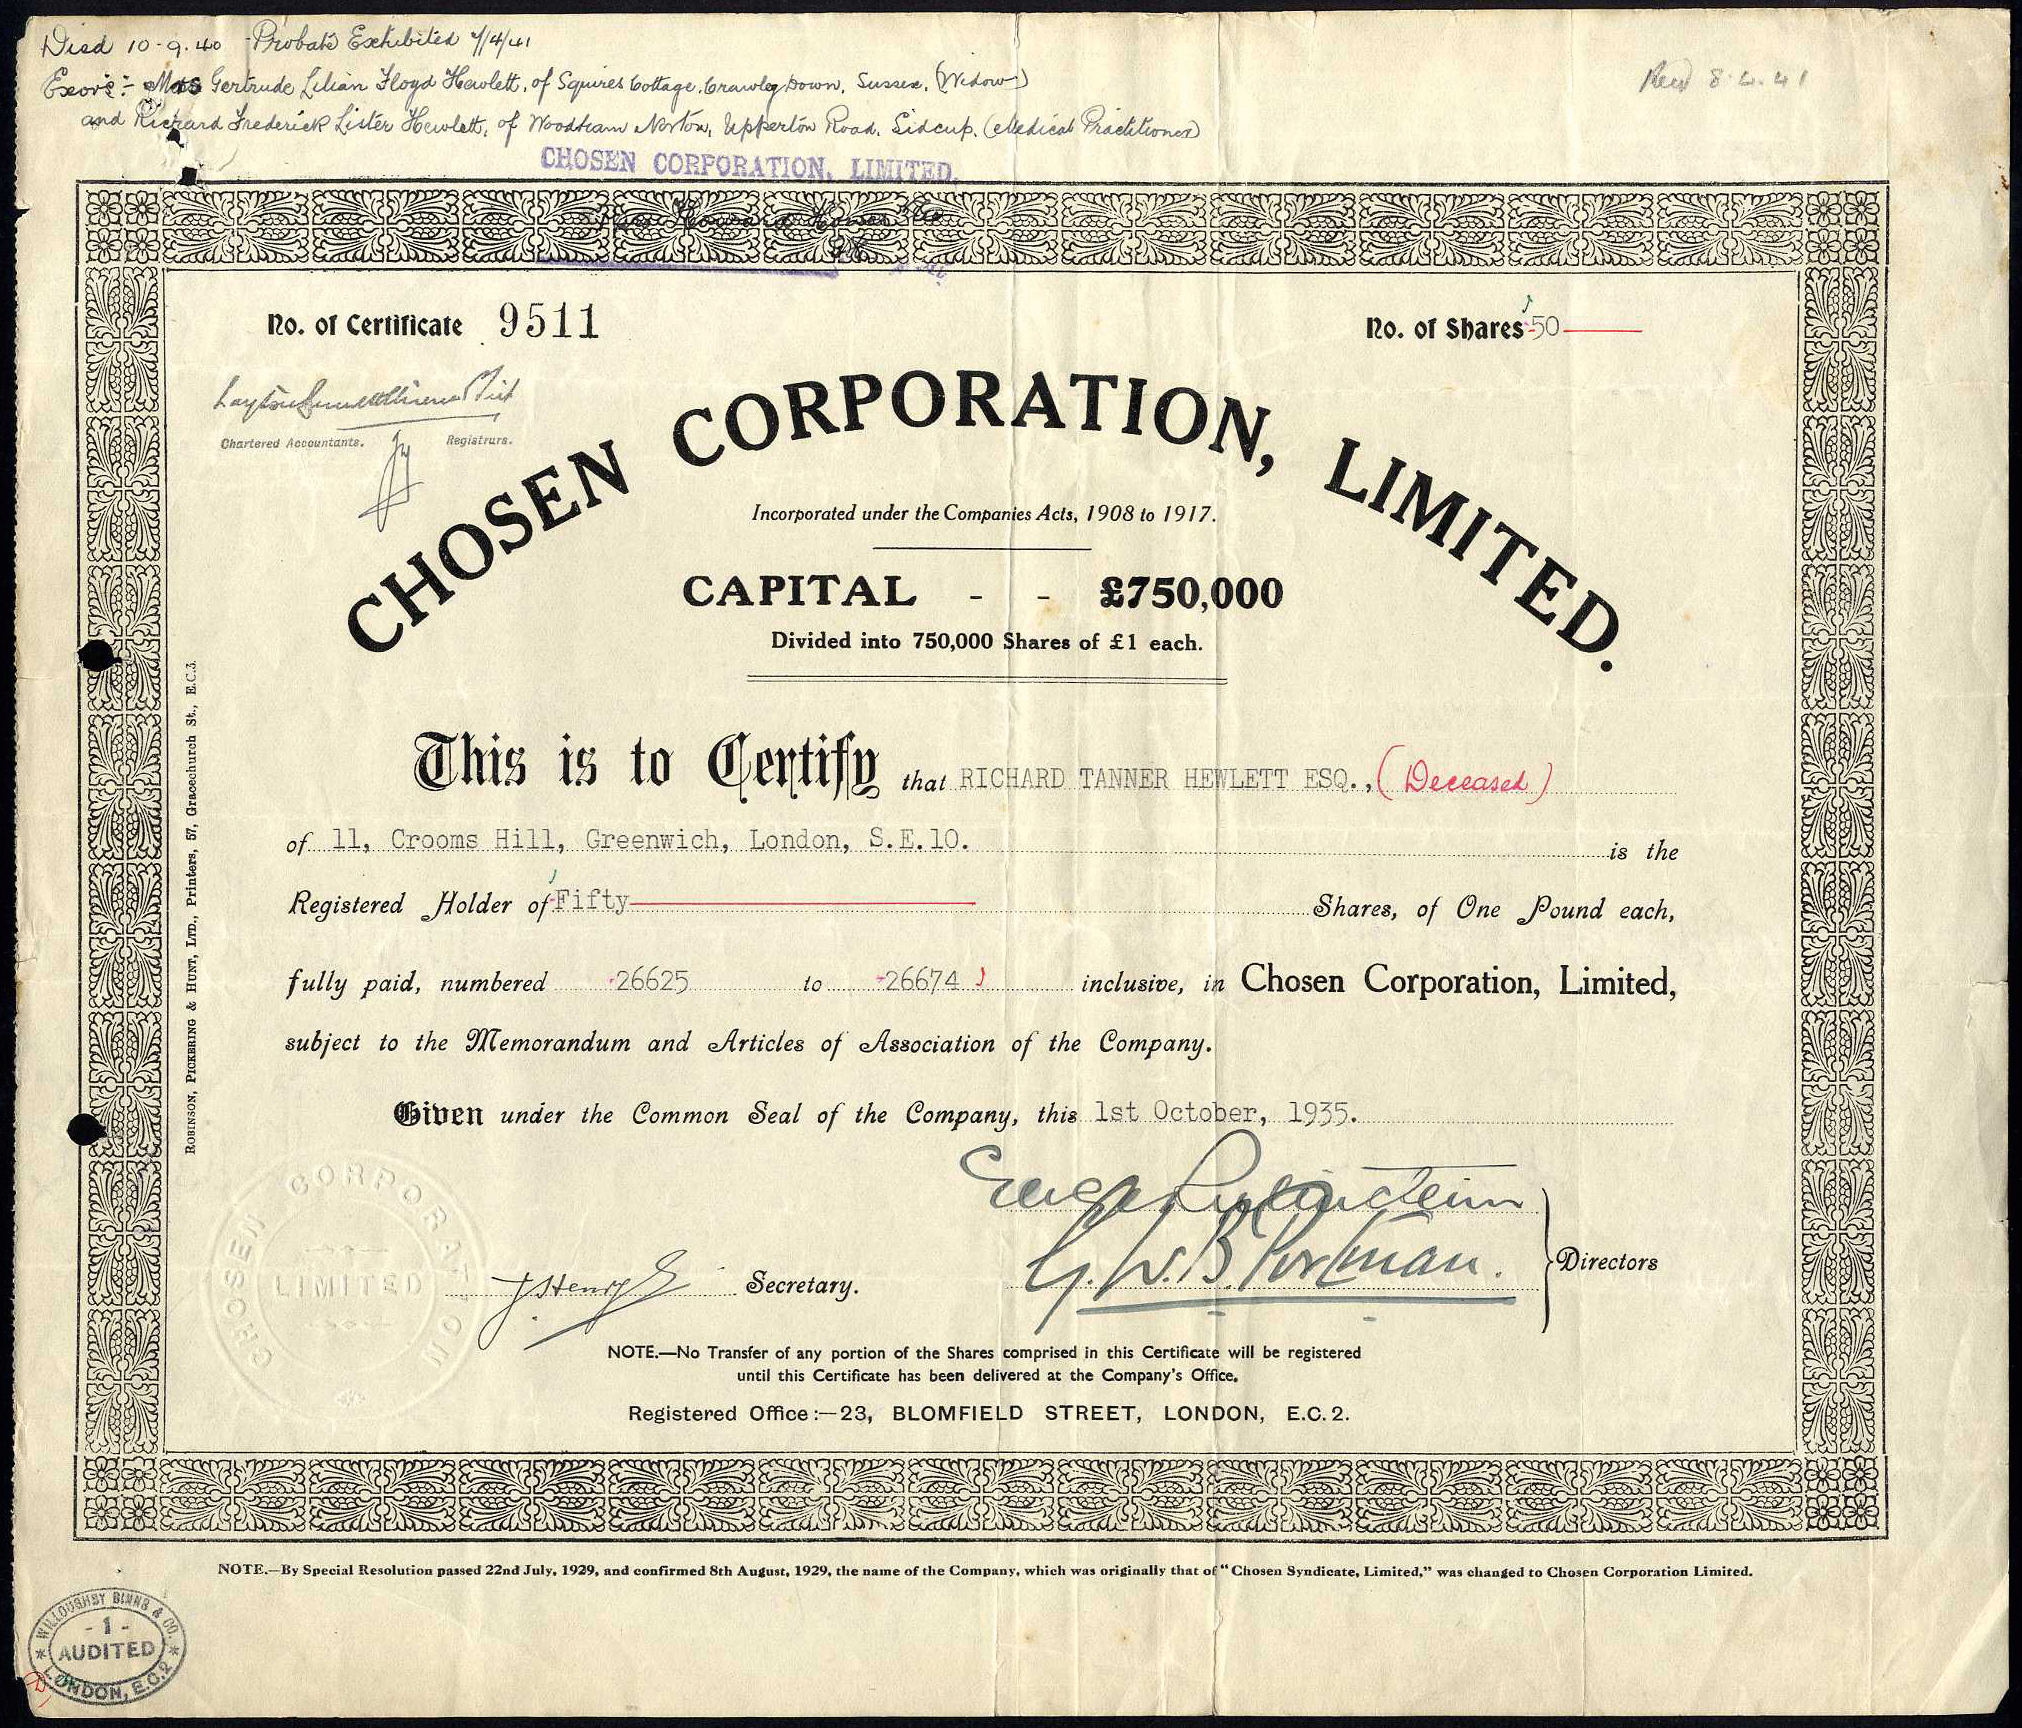 Died 10-9-40 Probate Exhibited 7/4/41
Exors:- Mrs Gertrude Lilian Floyd Hewlett, of Squires Cottage, Crawley Down, Sussex, (Widow)
and Richard Frederick Lister Hewlett, of Norton, Upperton Road, Sidcup. (Medical Practitioner)
8.4.41
CHOSEN CORPORATION, LIMITED.
No. of Certificate 9511
No. of Shares -50
Chartered Accountants. Registrars.
CHOSEN CORPORATION, LIMITED.
Incorporated under the Companies Acts, 1908 to 1917.
CAPITAL - - £750,000
Divided into 750,000 Shares of £1 each.
This is to Certify that RICHARD TANNER HEWLETT ESQ., (Deceased)
of 11, Crooms Hill, Greenwich, London, S.E.10. is the
Registered Holder of -Fifty Shares, of One Pound each,
fully paid, numbered -26625 to -26674 inclusive, in Chosen Corporation, Limited,
subject to the Memorandum and Articles of Association of the Company.
Given under the Common Seal of the Company, this 1st October, 1935.
G. W. B. Portman.
Directors
J Henry
Secretary.
CHOSEN CORPORATION
LIMITED
NOTE.—No Transfer of any portion of the Shares comprised in this Certificate will be registered
until this Certificate has been delivered at the Company's Office.
Registered Office:—23, BLOMFIELD STREET, LONDON, E.C.2.
ROBINSON, PICKERING & HUNT, LTD., Printers, 57, Gracechurch St., E.C.3.
NOTE.—By Special Resolution passed 22nd July, 1929, and confirmed 8th August, 1929, the name of the Company, which was originally that of "Chosen Syndicate, Limited," was changed to Chosen Corporation Limited.
WILLOUGHBY BINNS & CO.
- 1 -
AUDITED
LONDON, E.C.2